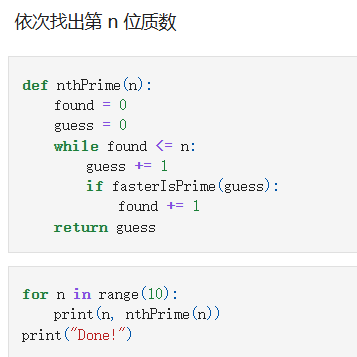 依次找出第 n 位质数
def nthPrime(n):
    found = 0
    guess = 0
    while found <= n:
        guess += 1
        if fasterIsPrime(guess):
            found += 1
    return guess
for n in range(10):
    print(n, nthPrime(n))
print("Done!")